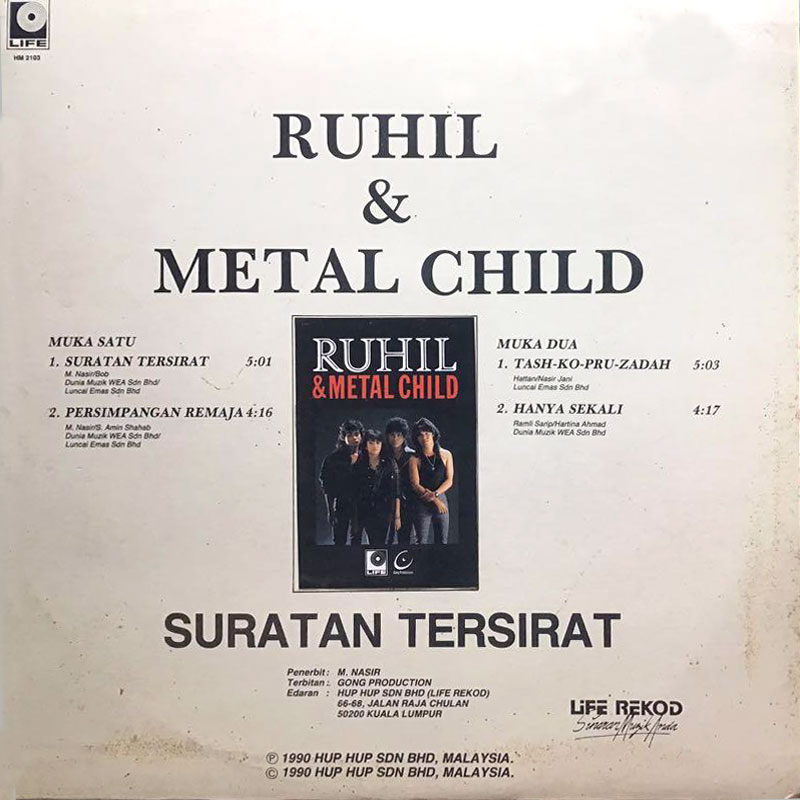 LIFE
HM 2103
RUHIL
&
METAL CHILD
MUKA SATU
1. SURATAN TERSIRAT 5:01
M. Nasir/Bob
Dunia Muzik WEA Sdn Bhd/
Luncai Emas Sdn Bhd
2. PERSIMPANGAN REMAJA 4:16
M. Nasir/S. Amin Shahab
Dunia Muzik WEA Sdn Bhd/
Luncai Emas Sdn Bhd
RUHIL
& METAL CHILD
LIFE
MUKA DUA
1. TASH-KO-PRU-ZADAH 5:03
Hattan/Nasir Jani
Luncai Emas Sdn Bhd
2. HANYA SEKALI 4:17
Ramli Sarip/Hartina Ahmad
Dunia Muzik WEA Sdn Bhd
SURATAN TERSIRAT
Penerbit : M. NASIR
Terbitan : GONG PRODUCTION
Edaran : HUP HUP SDN BHD (LIFE REKOD)
66-68, JALAN RAJA CHULAN
50200 KUALA LUMPUR
LIFE REKOD
Sinaran Muzik Anda
Ⓟ 1990 HUP HUP SDN BHD, MALAYSIA.
© 1990 HUP HUP SDN BHD, MALAYSIA.